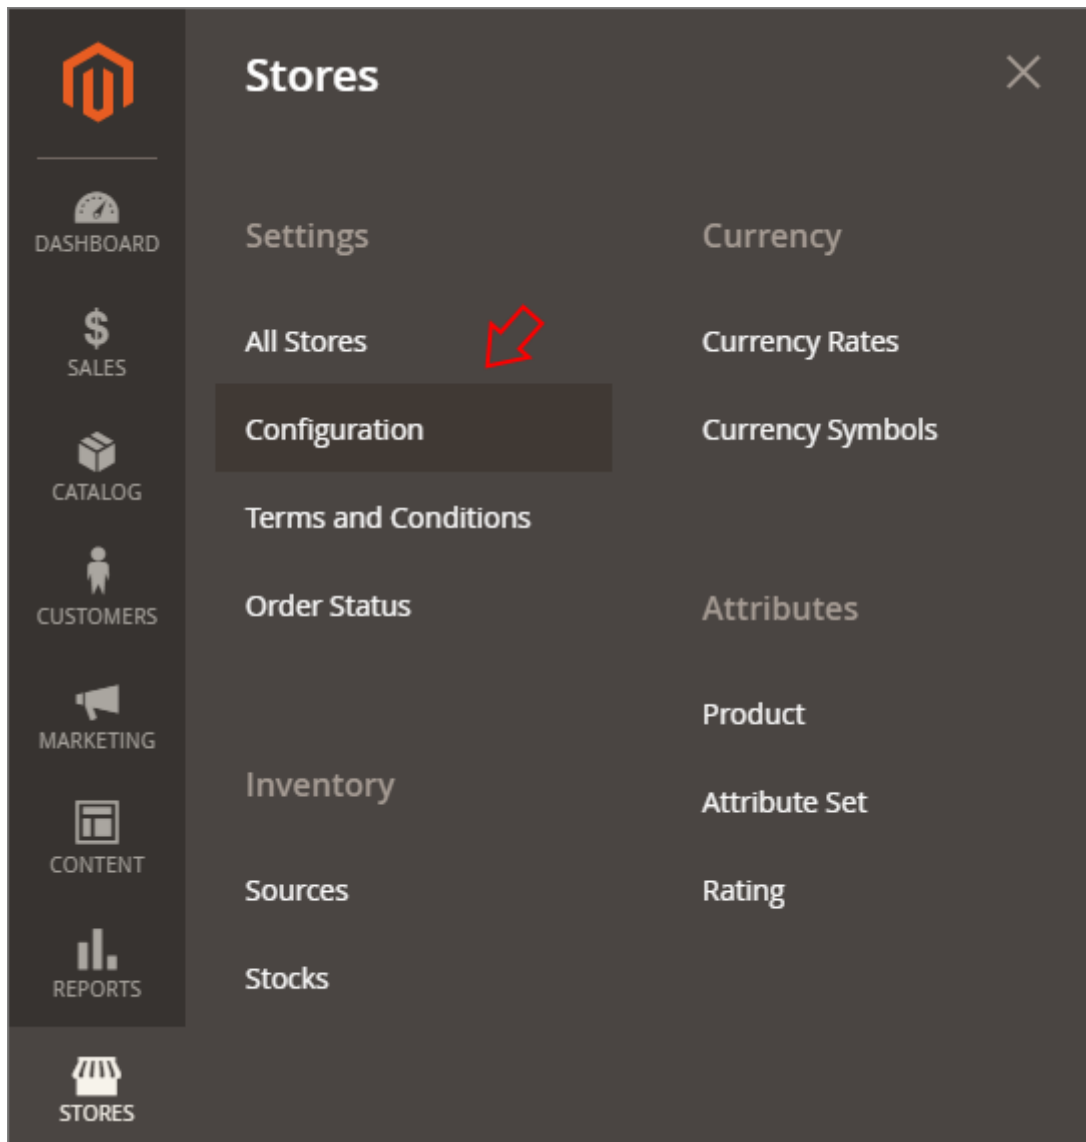 Stores
DASHBOARD
SALES
CATALOG
CUSTOMERS
MARKETING
CONTENT
REPORTS
STORES
Settings
All Stores
Configuration
Terms and Conditions
Order Status
Inventory
Sources
Stocks
Currency
Currency Rates
Currency Symbols
Attributes
Product
Attribute Set
Rating